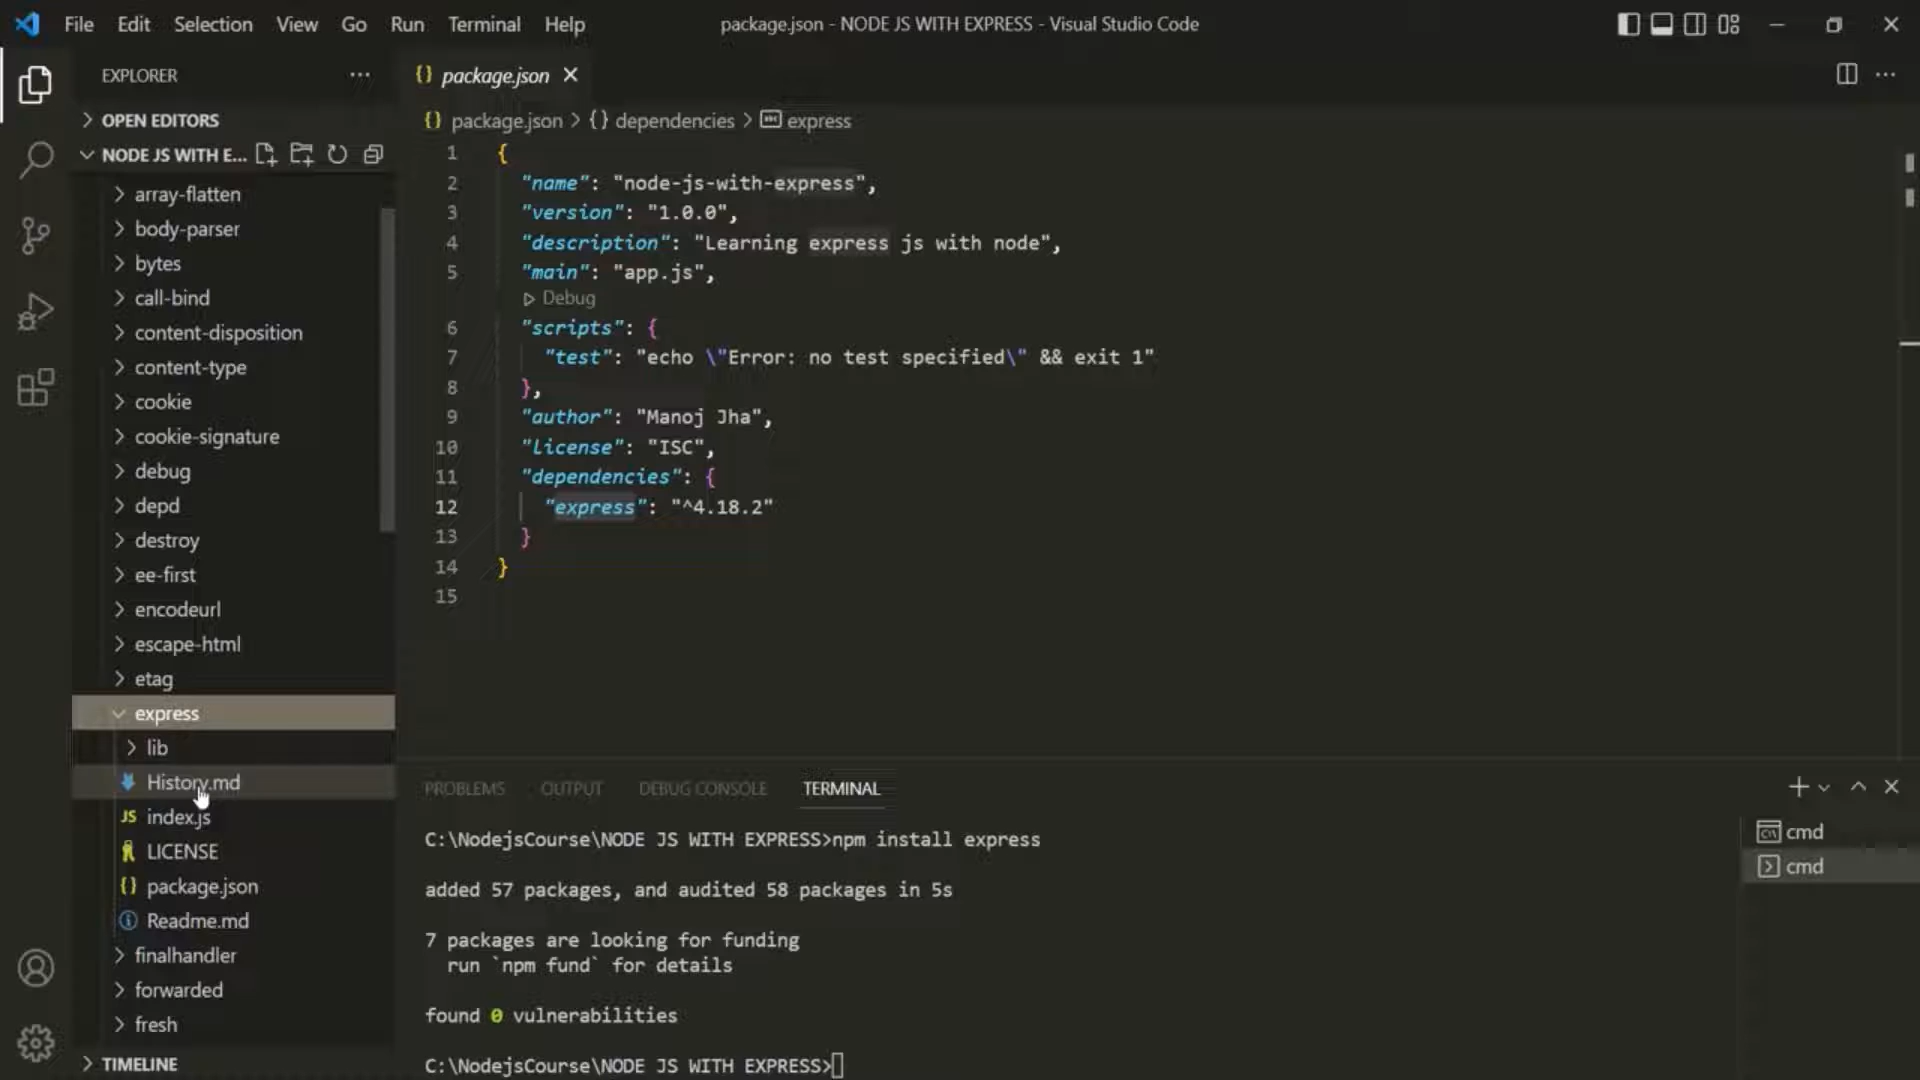 File Edit Selection View Go Run Terminal Help package.json - NODE JS WITH EXPRESS - Visual Studio Code
EXPLORER ...
{} package.json ×
OPEN EDITORS
NODE JS WITH E...
array-flatten
body-parser
bytes
call-bind
content-disposition
content-type
cookie
cookie-signature
debug
depd
destroy
ee-first
encodeurl
escape-html
etag
express
lib
History.md
JS index.js
LICENSE
{} package.json
Readme.md
finalhandler
forwarded
fresh
TIMELINE
{} package.json > {} dependencies > express
1 {
2 "name": "node-js-with-express",
3 "version": "1.0.0",
4 "description": "Learning express js with node",
5 "main": "app.js",
Debug
6 "scripts": {
7 "test": "echo \"Error: no test specified\" && exit 1"
8 },
9 "author": "Manoj Jha",
10 "license": "ISC",
11 "dependencies": {
12 "express": "^4.18.2"
13 }
14 }
15
PROBLEMS OUTPUT DEBUG CONSOLE TERMINAL
C:\NodejsCourse\NODE JS WITH EXPRESS>npm install express
added 57 packages, and audited 58 packages in 5s
7 packages are looking for funding
run `npm fund` for details
found 0 vulnerabilities
C:\NodejsCourse\NODE JS WITH EXPRESS>
cmd
cmd